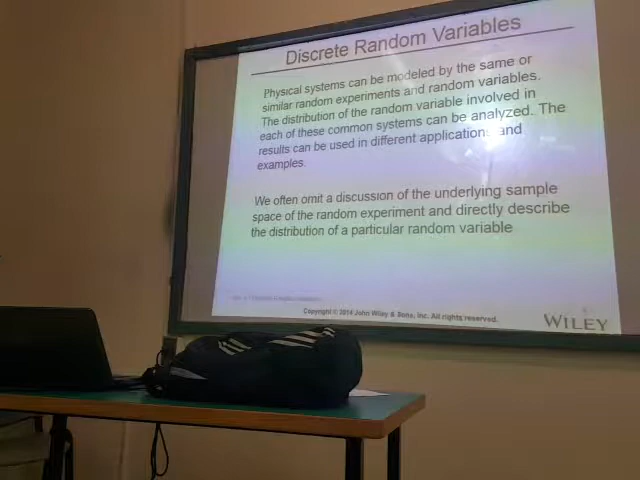 Discrete Random Variables
Physical systems can be modeled by the same or
similar random experiments and random variables.
The distribution of the random variable involved in
each of these common systems can be analyzed. The
results can be used in different applications and
examples.
We often omit a discussion of the underlying sample
space of the random experiment and directly describe
the distribution of a particular random variable
Copyright © 2014 John Wiley & Sons, Inc. All rights reserved.
WILEY